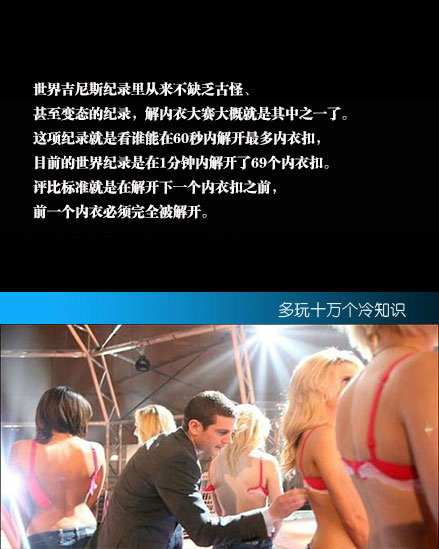 世界吉尼斯纪录里从来不缺乏古怪、
甚至变态的纪录，解内衣大赛大概就是其中之一了。
这项纪录就是看谁能在60秒内解开最多内衣扣，
目前的世界纪录是在1分钟内解开了69个内衣扣。
评比标准就是在解开下一个内衣扣之前，
前一个内衣必须完全被解开。
多玩十万个冷知识